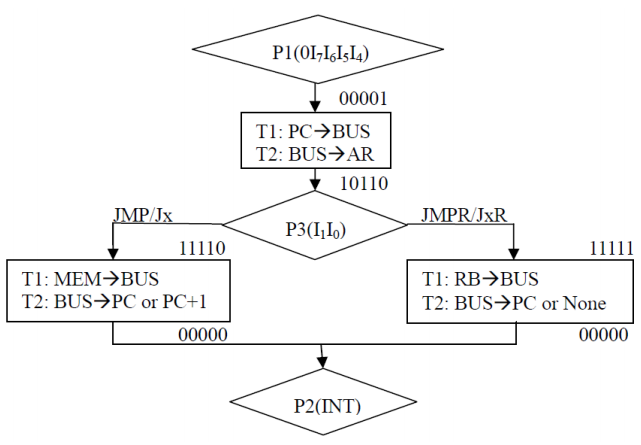 P1(0I₇I₆I₅I₄)
00001
T1: PC→BUS
T2: BUS→AR
10110
JMP/Jx
P3(I₁I₀)
JMPR/JxR
11110
11111
T1: MEM→BUS
T2: BUS→PC or PC+1
T1: RB→BUS
T2: BUS→PC or None
00000
00000
P2(INT)